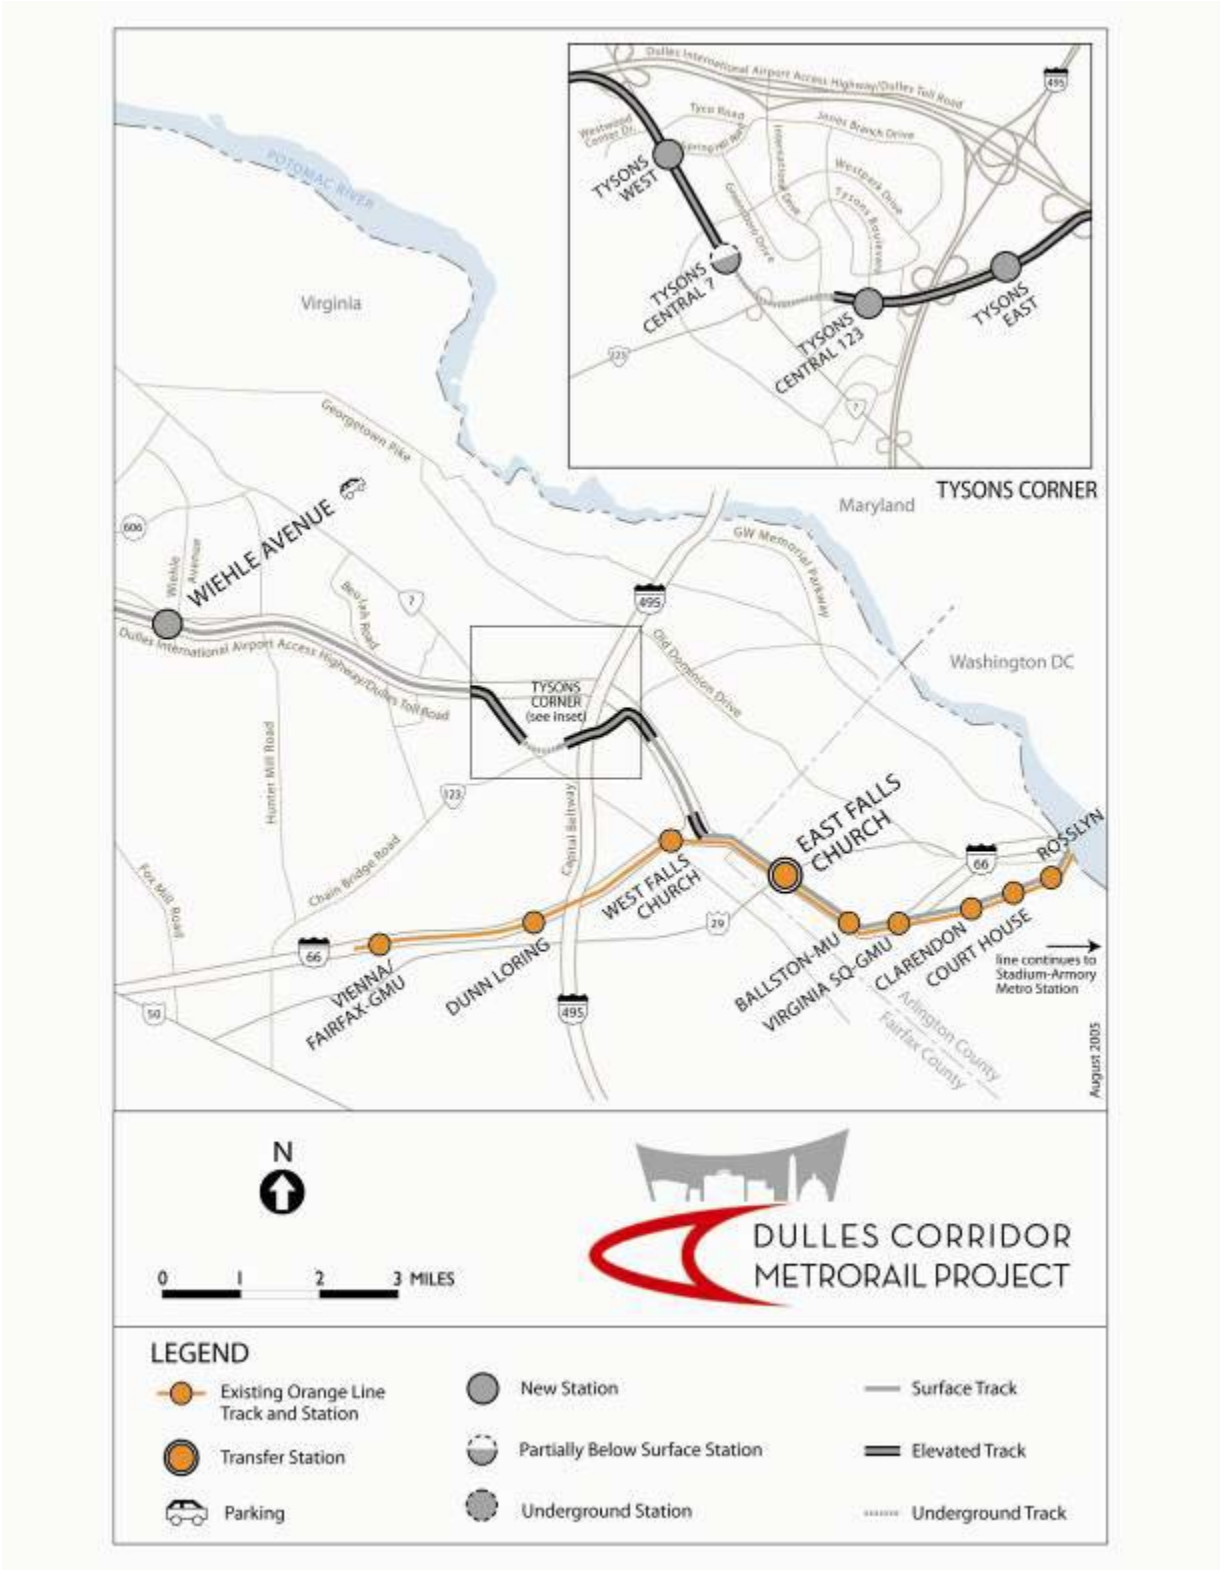 Dulles International Airport Access Highway/Dulles Toll Road
495
Tyco Road
Jones Branch Drive
Westwood
Center Dr.
International Drive
Westpark Drive
Tysons Boulevard
Greensboro Drive
TYSONS
WEST
TYSONS
CENTRAL 7
TYSONS
CENTRAL 123
TYSONS
EAST
123
7
TYSONS CORNER
POTOMAC RIVER
Virginia
Maryland
Washington DC
Georgetown Pike
GW Memorial Parkway
606
Wiehle
Avenue
WIEHLE AVENUE
Beulah Road
7
495
Old Dominion Drive
Dulles International Airport Access Highway/Dulles Toll Road
TYSONS
CORNER
(see inset)
Hunter Mill Road
123
Capital Beltway
Chain Bridge Road
Fox Mill Road
EAST FALLS
CHURCH
ROSSLYN
66
WEST FALLS
CHURCH
29
66
VIENNA/
FAIRFAX-GMU
DUNN LORING
BALLSTON-MU
VIRGINIA SQ-GMU
CLARENDON
COURT HOUSE
line continues to
Stadium-Armory
Metro Station
50
495
Arlington County
Fairfax County
August 2005
N
0 1 2 3 MILES
DULLES CORRIDOR
METRORAIL PROJECT
LEGEND
Existing Orange Line
Track and Station
Transfer Station
Parking
New Station
Partially Below Surface Station
Underground Station
Surface Track
Elevated Track
Underground Track